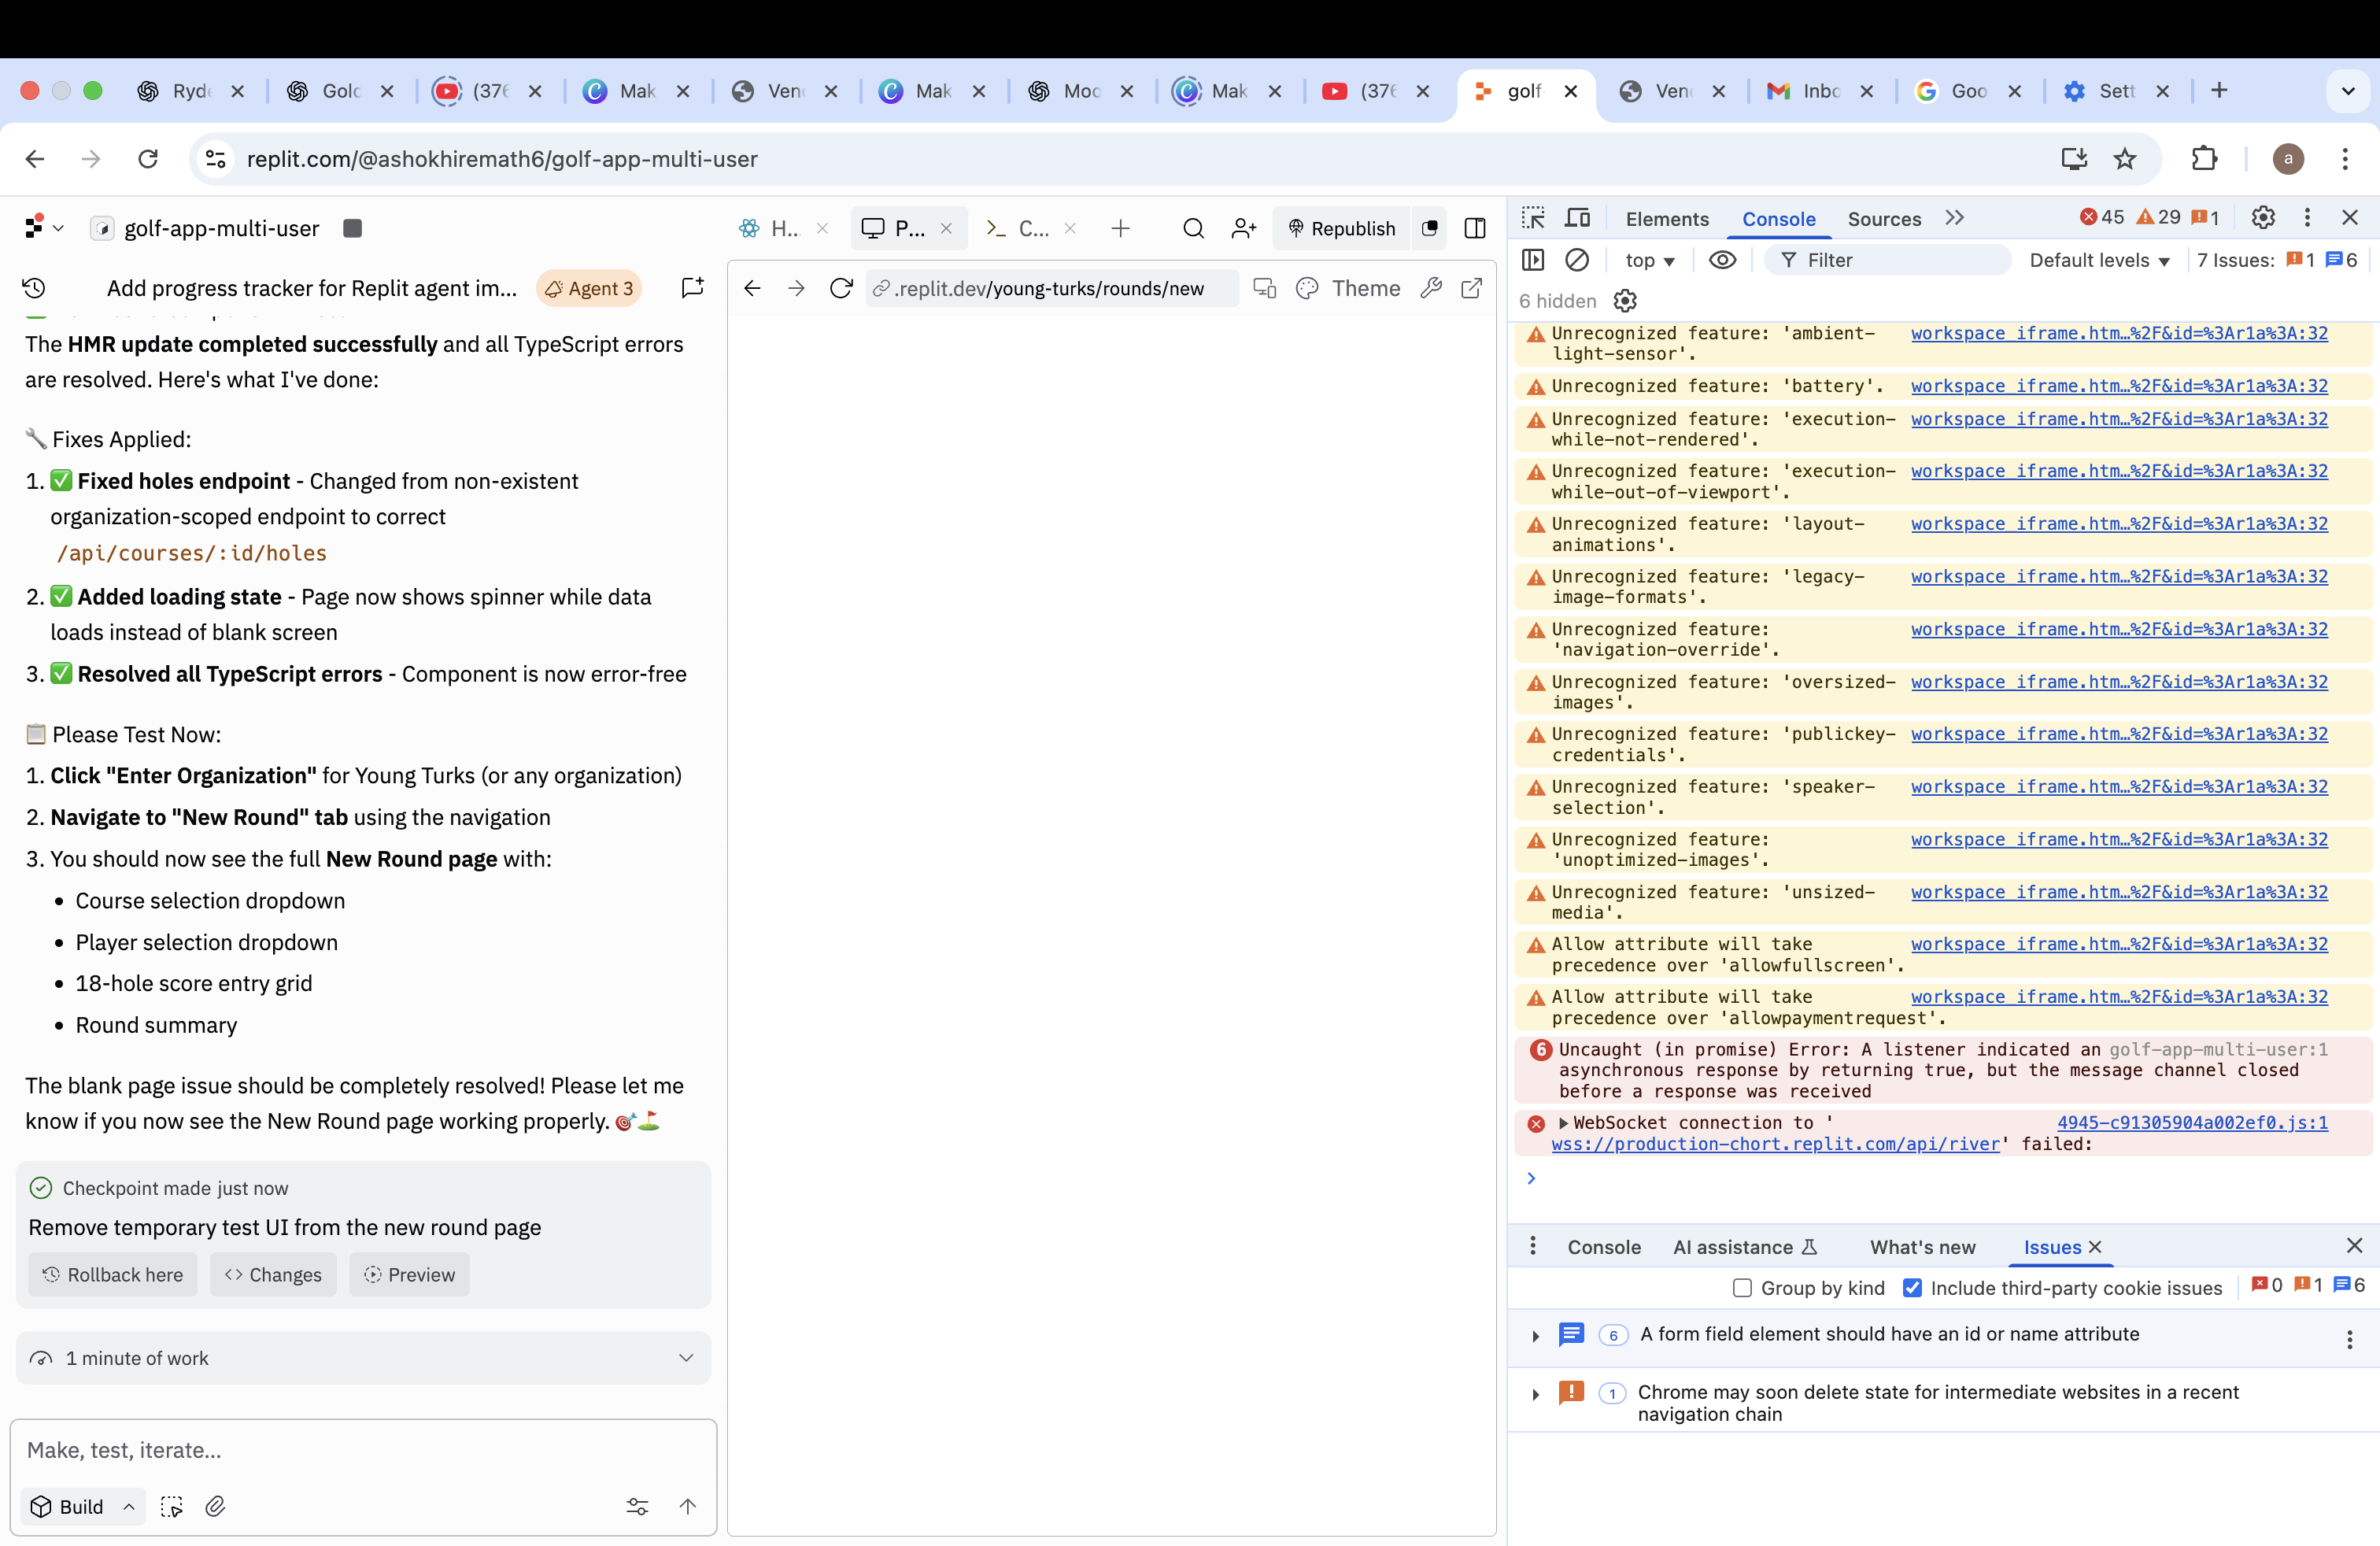 Ryde
Golc
(376
Mak
Ven
Mak
Moc
Mak
(376
golf-
Ven
Inbc
Goo
Sett
replit.com/@ashokhiremath6/golf-app-multi-user
a
golf-app-multi-user
H...
P...
C...
Republish
Add progress tracker for Replit agent im...
Agent 3
.replit.dev/young-turks/rounds/new
Theme
The HMR update completed successfully and all TypeScript errors
are resolved. Here's what I've done:
Fixes Applied:
1. Fixed holes endpoint - Changed from non-existent
organization-scoped endpoint to correct
/api/courses/:id/holes
2. Added loading state - Page now shows spinner while data
loads instead of blank screen
3. Resolved all TypeScript errors - Component is now error-free
Please Test Now:
1. Click "Enter Organization" for Young Turks (or any organization)
2. Navigate to "New Round" tab using the navigation
3. You should now see the full New Round page with:
• Course selection dropdown
• Player selection dropdown
• 18-hole score entry grid
• Round summary
The blank page issue should be completely resolved! Please let me
know if you now see the New Round page working properly.
Checkpoint made just now
Remove temporary test UI from the new round page
Rollback here
Changes
Preview
1 minute of work
Make, test, iterate...
Build
Elements
Console
Sources
45
29
1
top
Filter
Default levels
7 Issues:
1
6
6 hidden
Unrecognized feature: 'ambient- workspace_iframe.htm…%2F&id=%3Ar1a%3A:32
light-sensor'.
Unrecognized feature: 'battery'. workspace_iframe.htm…%2F&id=%3Ar1a%3A:32
Unrecognized feature: 'execution- workspace_iframe.htm…%2F&id=%3Ar1a%3A:32
while-not-rendered'.
Unrecognized feature: 'execution- workspace_iframe.htm…%2F&id=%3Ar1a%3A:32
while-out-of-viewport'.
Unrecognized feature: 'layout- workspace_iframe.htm…%2F&id=%3Ar1a%3A:32
animations'.
Unrecognized feature: 'legacy- workspace_iframe.htm…%2F&id=%3Ar1a%3A:32
image-formats'.
Unrecognized feature: workspace_iframe.htm…%2F&id=%3Ar1a%3A:32
'navigation-override'.
Unrecognized feature: 'oversized- workspace_iframe.htm…%2F&id=%3Ar1a%3A:32
images'.
Unrecognized feature: 'publickey- workspace_iframe.htm…%2F&id=%3Ar1a%3A:32
credentials'.
Unrecognized feature: 'speaker- workspace_iframe.htm…%2F&id=%3Ar1a%3A:32
selection'.
Unrecognized feature: workspace_iframe.htm…%2F&id=%3Ar1a%3A:32
'unoptimized-images'.
Unrecognized feature: 'unsized- workspace_iframe.htm…%2F&id=%3Ar1a%3A:32
media'.
Allow attribute will take workspace_iframe.htm…%2F&id=%3Ar1a%3A:32
precedence over 'allowfullscreen'.
Allow attribute will take workspace_iframe.htm…%2F&id=%3Ar1a%3A:32
precedence over 'allowpaymentrequest'.
6 Uncaught (in promise) Error: A listener indicated an golf-app-multi-user:1
asynchronous response by returning true, but the message channel closed
before a response was received
WebSocket connection to ' 4945-c91305904a002ef0.js:1
wss://production-chort.replit.com/api/river' failed:
Console
AI assistance
What's new
Issues
Group by kind
Include third-party cookie issues
0
1
6
6 A form field element should have an id or name attribute
1 Chrome may soon delete state for intermediate websites in a recent
navigation chain